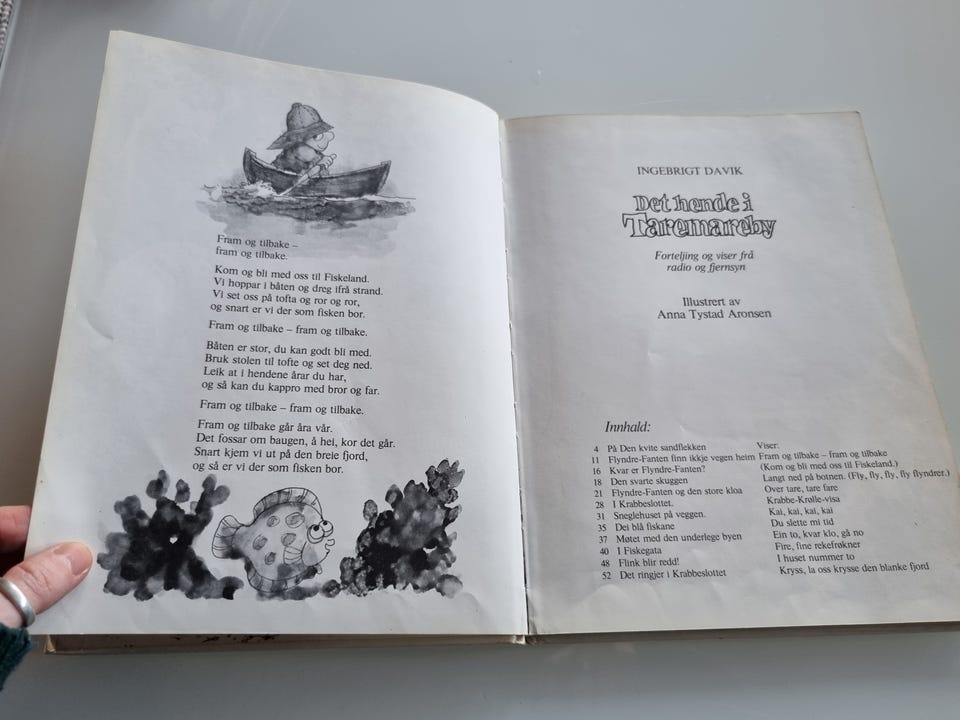 Fram og tilbake –
fram og tilbake.
Kom og bli med oss til Fiskeland.
Vi hoppar i båten og dreg ifrå strand.
Vi set oss på tofta og ror og ror,
og snart er vi der som fisken bor.
Fram og tilbake – fram og tilbake.
Båten er stor, du kan godt bli med.
Bruk stolen til tofte og set deg ned.
Leik at i hendene årar du har,
og så kan du kappro med bror og far.
Fram og tilbake – fram og tilbake.
Fram og tilbake går åra vår.
Det fossar om baugen, å hei, kor det går.
Snart kjem vi ut på den breie fjord,
og så er vi der som fisken bor.
INGEBRIGT DAVIK
Det hende i
Taremareby
Forteljing og viser frå
radio og fjernsyn
Illustrert av
Anna Tystad Aronsen
Innhald:
4 På Den kvite sandflekken
11 Flyndre-Fanten finn ikkje vegen heim
16 Kvar er Flyndre-Fanten?
18 Den svarte skuggen
21 Flyndre-Fanten og den store kloa
28 I Krabbeslottet.
31 Sneglehuset på veggen.
35 Dei blå fiskane
37 Møtet med den underlege byen
40 I Fiskegata
48 Flink blir redd!
52 Det ringjer i Krabbeslottet
Viser:
Fram og tilbake – fram og tilbake
(Kom og bli med oss til Fiskeland.)
Langt ned på botnen. (Fly, fly, fly, fly flyndrer.)
Over tare, tare fare
Krabbe-Krølle-visa
Kai, kai, kai, kai
Du slette mi tid
Ein to, kvar klo, gå no
Fire, fine rekefrøkner
I huset nummer to
Kryss, la oss krysse den blanke fjord